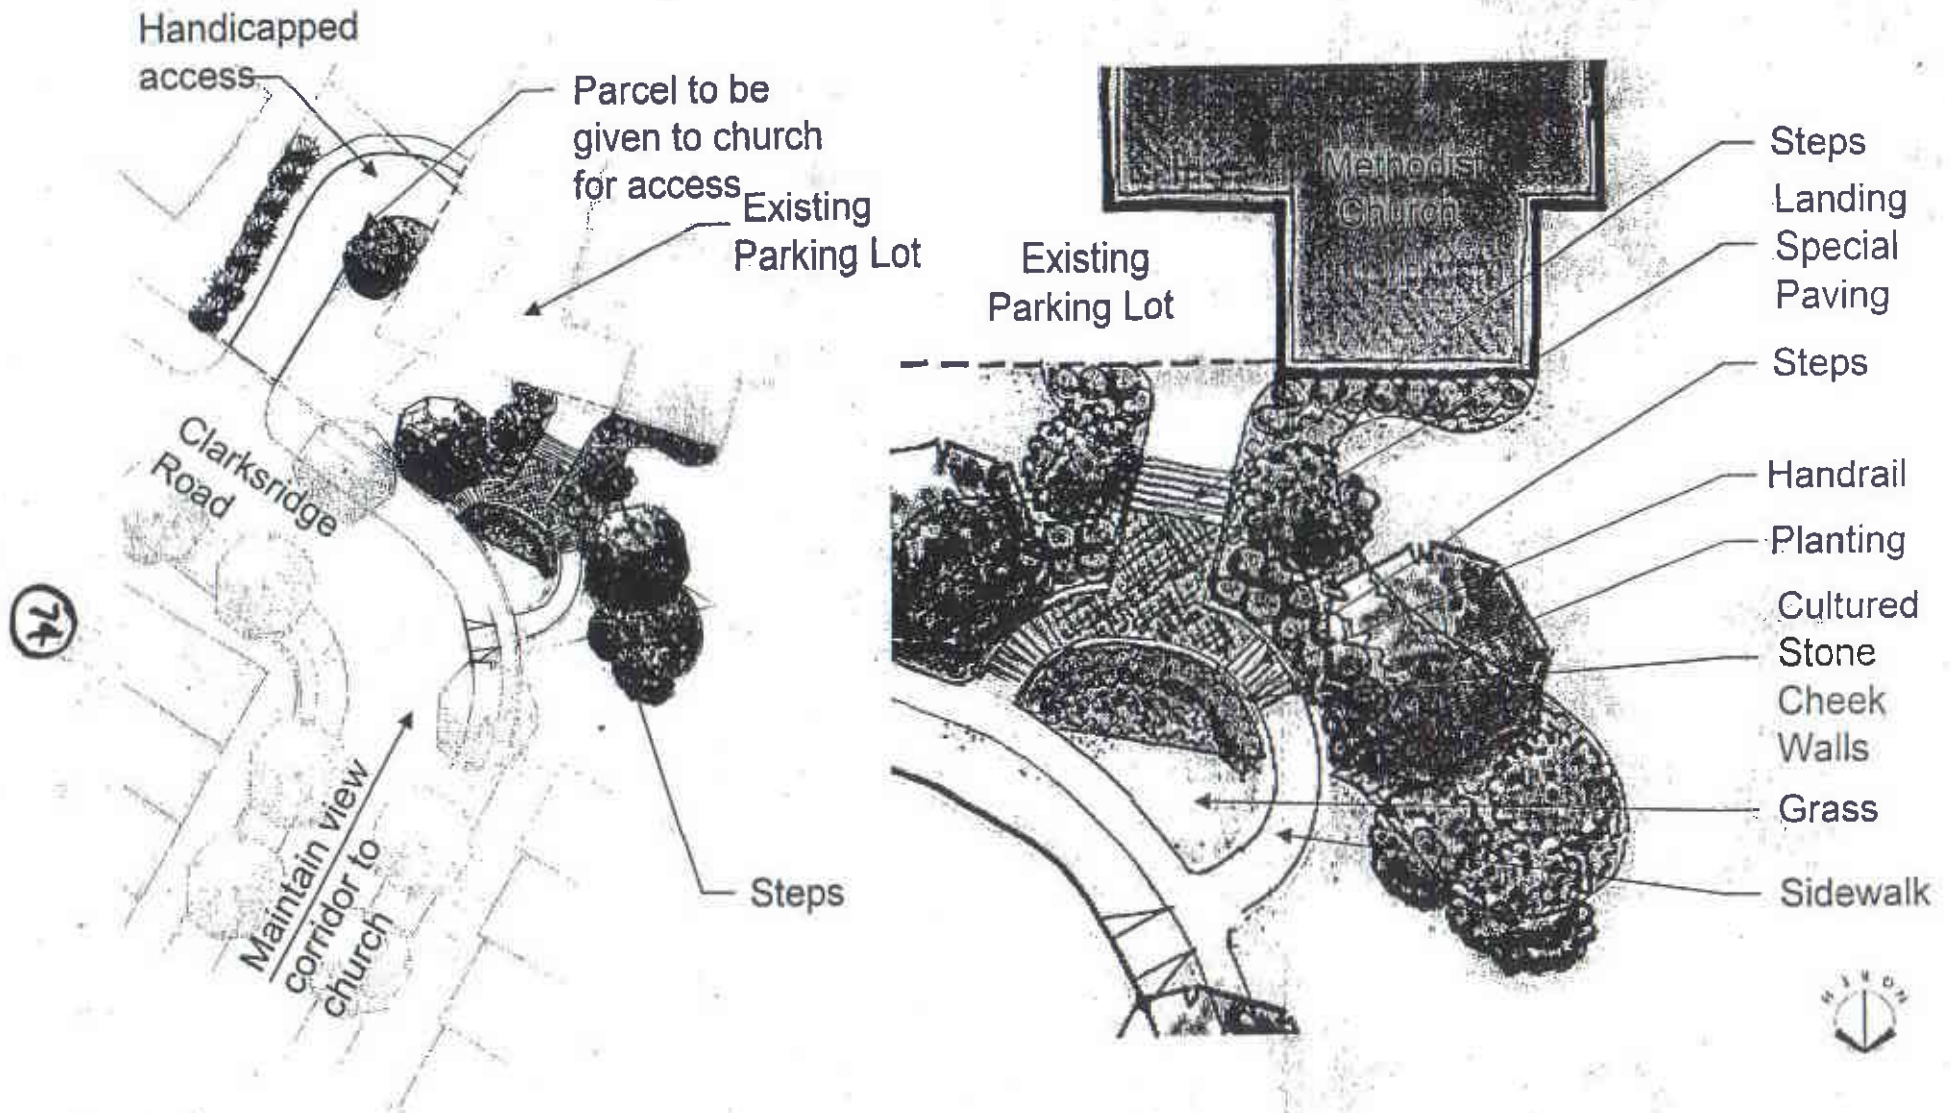 Handicapped
access
Parcel to be
given to church
for access
Existing
Parking Lot
Clarksridge
Road
74
Maintain view
corridor to
church
Steps
Methodist
Church
Existing
Parking Lot
Steps
Landing
Special
Paving
Steps
Handrail
Planting
Cultured
Stone
Cheek
Walls
Grass
Sidewalk
NORTH